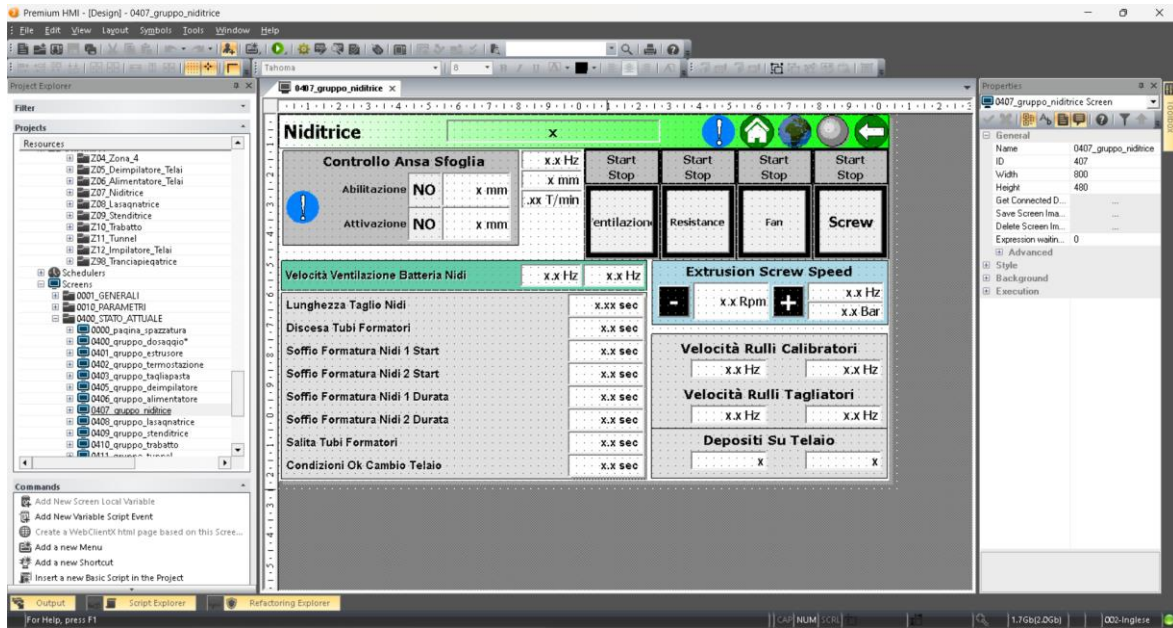 Premium HMI - [Design] - 0407_gruppo_niditrice
File Edit View Layout Symbols Tools Window Help
Tahoma 8
Project Explorer
Filter
Projects
Resources
Z04_Zona_4
Z05_Deimpilatore_Telai
Z06_Alimentatore_Telai
Z07_Niditrice
Z08_Lasagnatrice
Z09_Stenditrice
Z10_Trabatto
Z11_Tunnel
Z12_Impilatore_Telai
Z98_Tranciapiegatrice
Schedulers
Screens
0001_GENERALI
0010_PARAMETRI
0400_STATO_ATTUALE
0000_pagina_spazzatura
0400_gruppo_dosaggio*
0401_gruppo_estrusore
0402_gruppo_termostazione
0403_gruppo_tagliapasta
0405_gruppo_deimpilatore
0406_gruppo_alimentatore
0407_gruppo_niditrice
0408_gruppo_lasagnatrice
0409_gruppo_stenditrice
0410_gruppo_trabatto
0411_gruppo_tunnel
Commands
Add New Screen Local Variable
Add New Variable Script Event
Create a WebClientX html page based on this Scree...
Add a new Menu
Add a new Shortcut
Insert a new Basic Script in the Project
0407_gruppo_niditrice
Niditrice x
Controllo Ansa Sfoglia
Abilitazione NO x mm
Attivazione NO x mm
x.x Hz
x mm
.xx T/min
Start Stop
Start Stop
Start Stop
Start Stop
entilazion
Resistance
Fan
Screw
Velocità Ventilazione Batteria Nidi x.x Hz x.x Hz
Lunghezza Taglio Nidi x.xx sec
Discesa Tubi Formatori x.x sec
Soffio Formatura Nidi 1 Start x.x sec
Soffio Formatura Nidi 2 Start x.x sec
Soffio Formatura Nidi 1 Durata x.x sec
Soffio Formatura Nidi 2 Durata x.x sec
Salita Tubi Formatori x.x sec
Condizioni Ok Cambio Telaio x.x sec
Extrusion Screw Speed
- x.x Rpm +
x.x Hz
x.x Bar
Velocità Rulli Calibratori
x.x Hz x.x Hz
Velocità Rulli Tagliatori
x.x Hz x.x Hz
Depositi Su Telaio
x x
Properties
0407_gruppo_niditrice Screen
General
Name 0407_gruppo_niditrice
ID 407
Width 800
Height 480
Get Connected D... ...
Save Screen Ima... ...
Delete Screen Im... ...
Expression waitin... 0
Advanced
Style
Background
Execution
Toolbox
Output Script Explorer Refactoring Explorer
For Help, press F1
CAP NUM SCRL 1.7Gb(2.0Gb) 002-Inglese